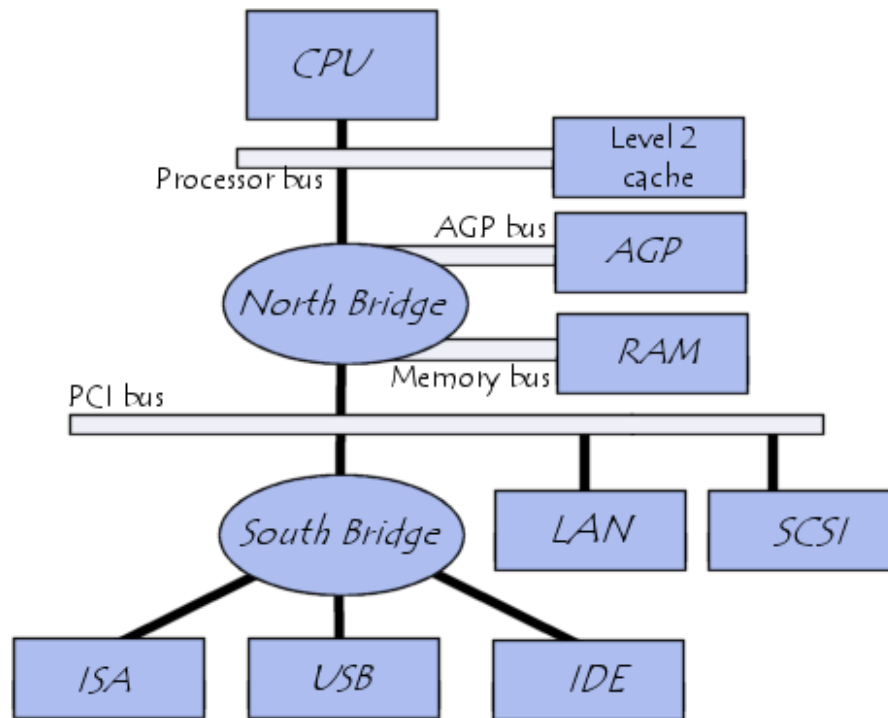 CPU
Level 2
cache
Processor bus
AGP bus
AGP
North Bridge
RAM
Memory bus
PCI bus
South Bridge
LAN
SCSI
ISA
USB
IDE